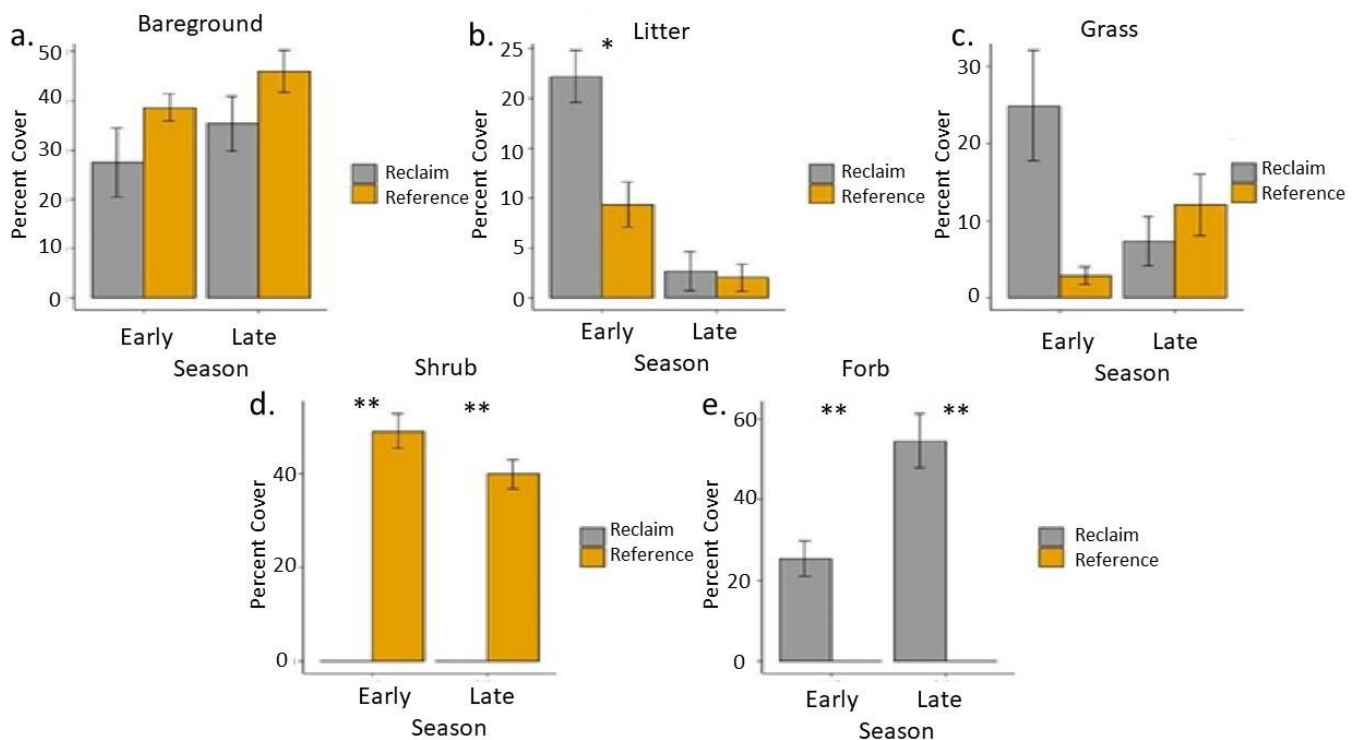 a.
Bareground
Percent Cover
50
40
30
20
10
0
Early Late
Season
Reclaim
Reference
b.
Litter
*
Percent Cover
25
20
10
10
5
0
Early Late
Season
Reclaim
Reference
c.
Grass
Percent Cover
30
20
10
0
Early Late
Season
Reclaim
Reference
d.
Shrub
** **
Percent Cover
40
20
0
Early Late
Season
Reclaim
Reference
e.
Forb
** **
Percent Cover
60
40
20
0
Early Late
Season
Reclaim
Reference